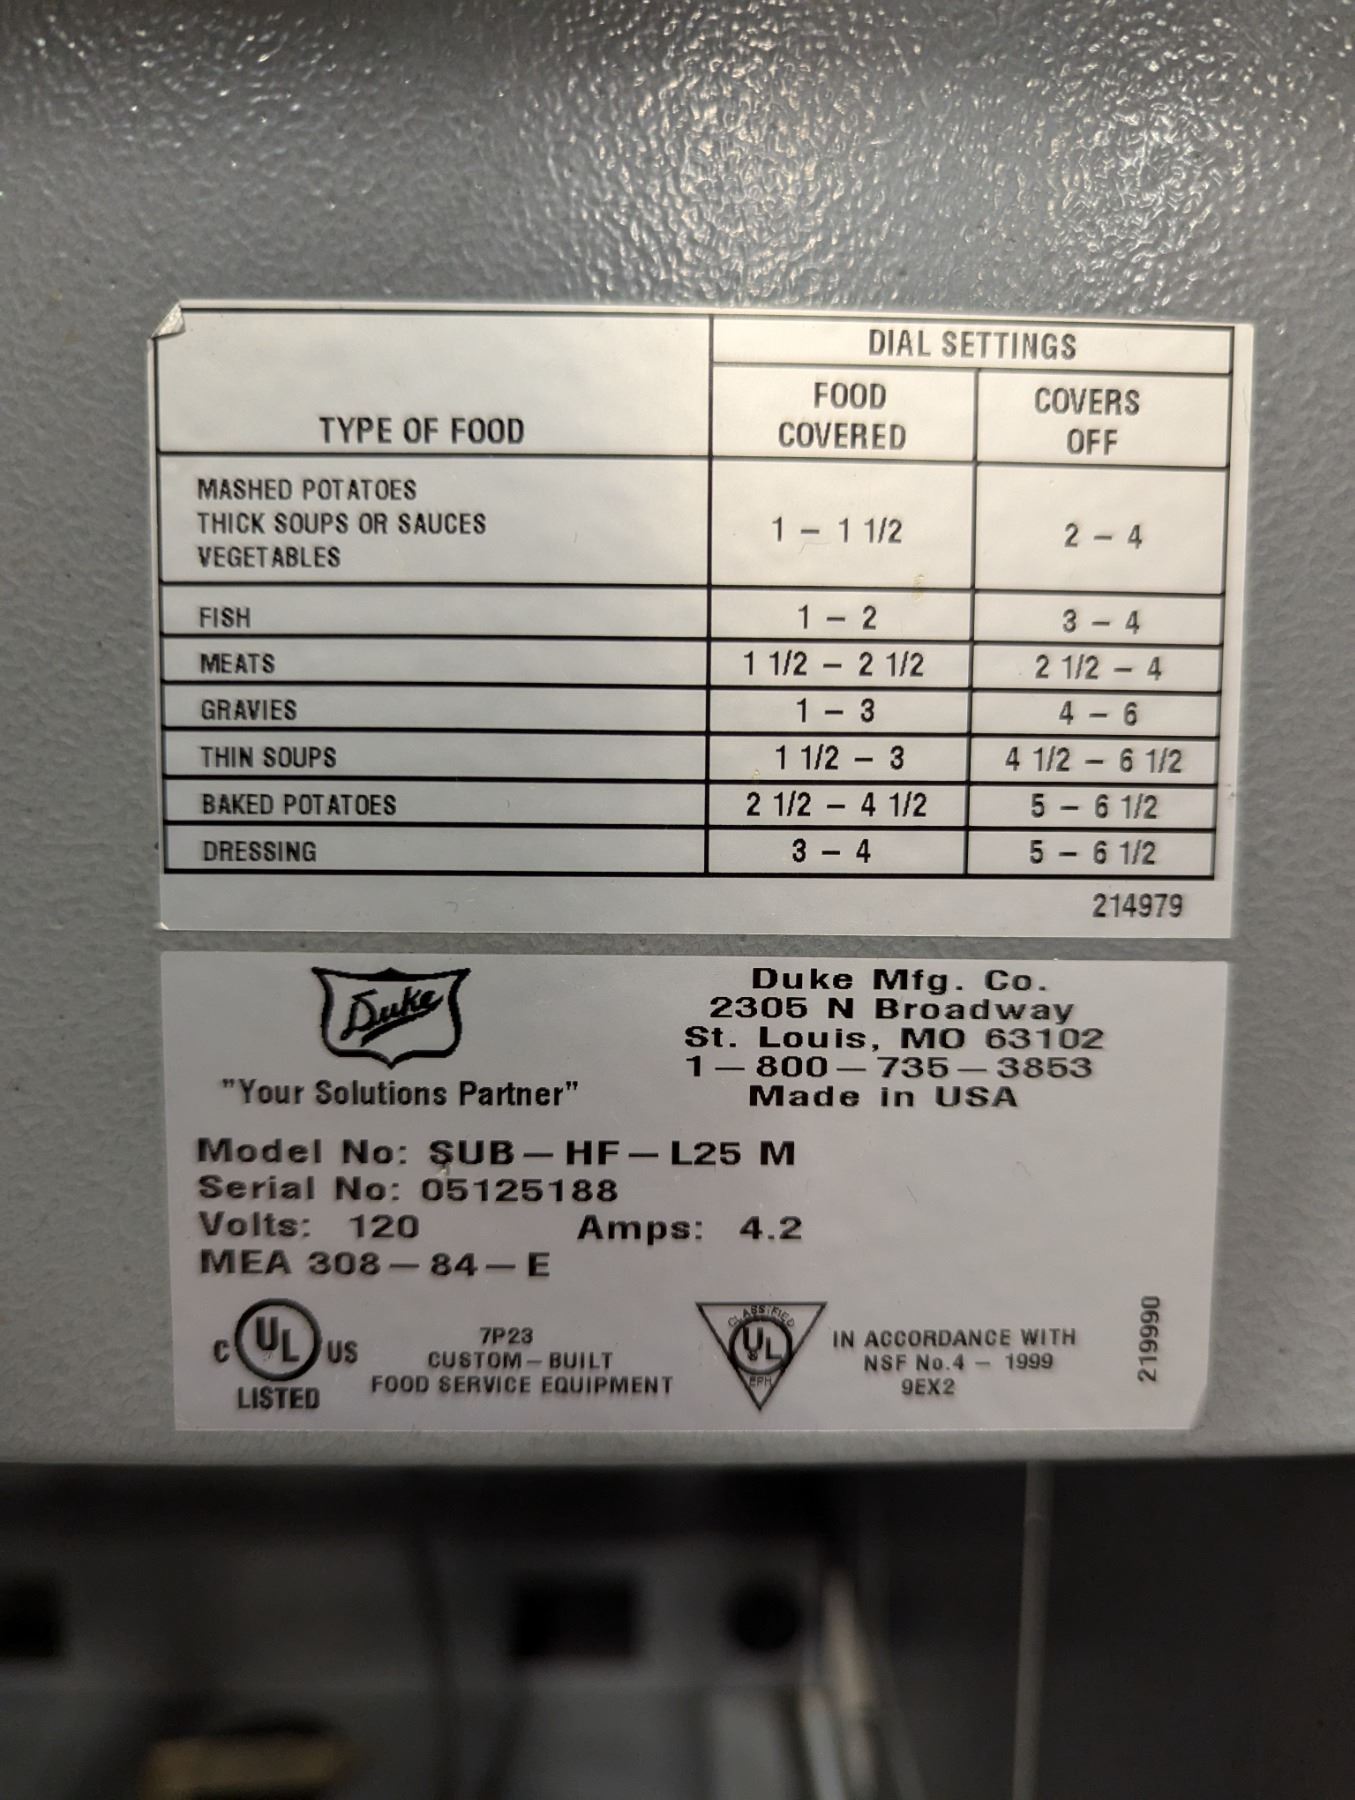 DIAL SETTINGS
TYPE OF FOOD
FOOD COVERED
COVERS OFF
MASHED POTATOES
THICK SOUPS OR SAUCES
VEGETABLES
1 – 1 1/2
2 – 4
FISH 1 – 2 3 – 4
MEATS 1 1/2 – 2 1/2 2 1/2 – 4
GRAVIES 1 – 3 4 – 6
THIN SOUPS 1 1/2 – 3 4 1/2 – 6 1/2
BAKED POTATOES 2 1/2 – 4 1/2 5 – 6 1/2
DRESSING 3 – 4 5 – 6 1/2
214979
Duke
"Your Solutions Partner"
Duke Mfg. Co.
2305 N Broadway
St. Louis, MO 63102
1–800–735–3853
Made in USA
Model No: SUB–HF–L25 M
Serial No: 05125188
Volts: 120 Amps: 4.2
MEA 308–84–E
C UL US
LISTED
7P23
CUSTOM–BUILT
FOOD SERVICE EQUIPMENT
CLASSIFIED
UL
EPH
IN ACCORDANCE WITH
NSF No.4 – 1999
9EX2
219990